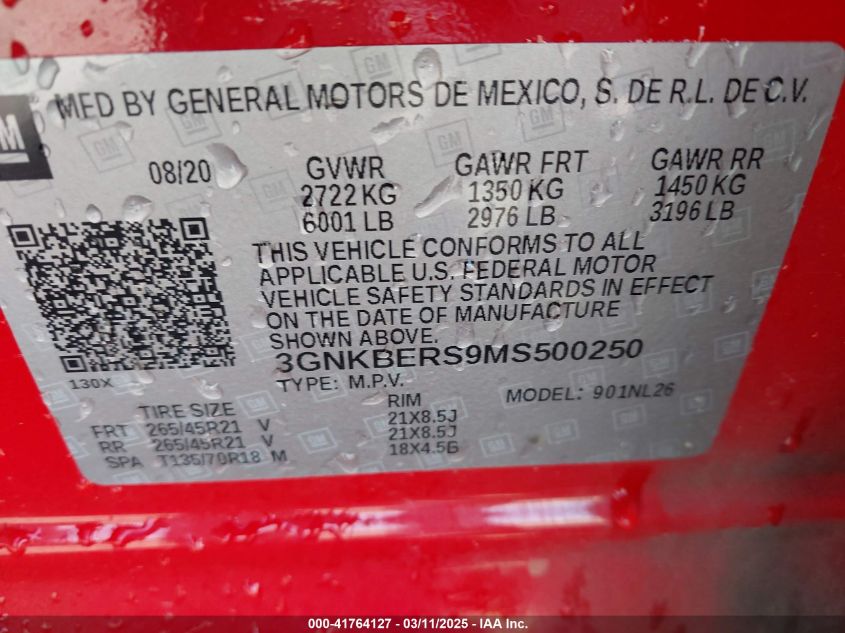 GM
MFD BY GENERAL MOTORS DE MEXICO, S. DE R.L. DE C.V.
08/20 GVWR GAWR FRT GAWR RR
2722 KG 1350 KG 1450 KG
6001 LB 2976 LB 3196 LB
THIS VEHICLE CONFORMS TO ALL
APPLICABLE U.S. FEDERAL MOTOR
VEHICLE SAFETY STANDARDS IN EFFECT
ON THE DATE OF MANUFACTURE
SHOWN ABOVE.
3GNKBERS9MS500250
130X TYPE: M.P.V. MODEL: 901NL26
TIRE SIZE RIM
FRT 265/45R21 V 21X8.5J
RR 265/45R21 V 21X8.5J
SPA T135/70R18 M 18X4.5B
000-41764127 - 03/11/2025 - IAA Inc.